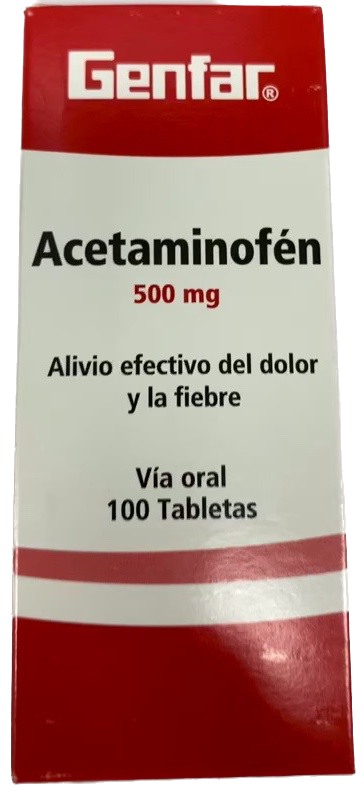 Genfar®
Acetaminofén
500 mg
Alivio efectivo del dolor
y la fiebre
Vía oral
100 Tabletas